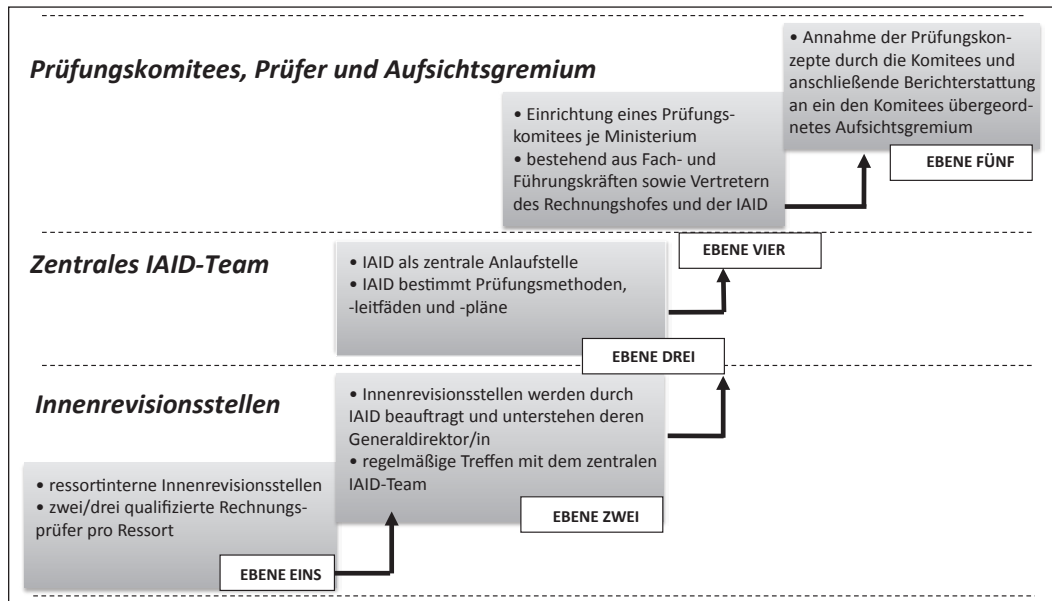 Prüfungskomitees, Prüfer und Aufsichtsgremium
• Annahme der Prüfungskon-
zepte durch die Komitees und
anschließende Berichterstattung
an ein den Komitees übergeord-
netes Aufsichtsgremium
EBENE FÜNF
• Einrichtung eines Prüfungs-
komitees je Ministerium
• bestehend aus Fach- und
Führungskräften sowie Vertretern
des Rechnungshofes und der IAID
EBENE VIER
Zentrales IAID-Team
• IAID als zentrale Anlaufstelle
• IAID bestimmt Prüfungsmethoden,
-leitfäden und -pläne
EBENE DREI
Innenrevisionsstellen
• Innenrevisionsstellen werden durch
IAID beauftragt und unterstehen deren
Generaldirektor/in
• regelmäßige Treffen mit dem zentralen
IAID-Team
EBENE ZWEI
• ressortinterne Innenrevisionsstellen
• zwei/drei qualifizierte Rechnungs-
prüfer pro Ressort
EBENE EINS